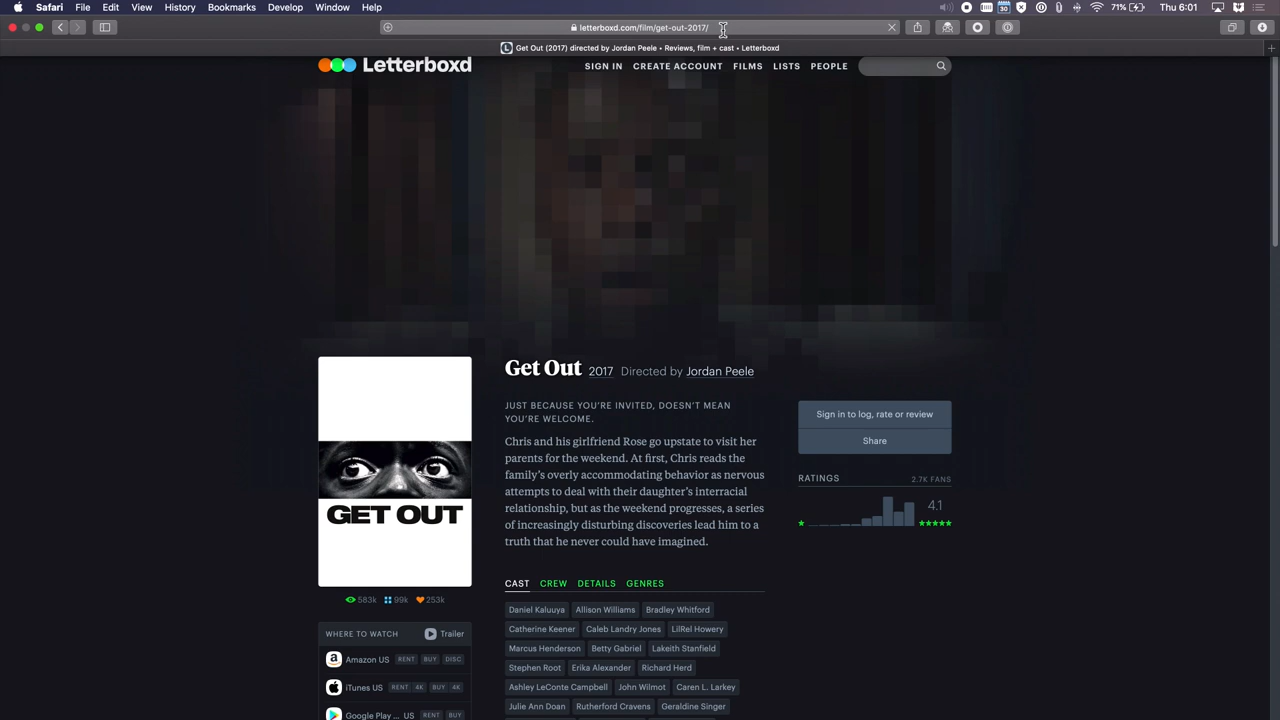 Safari File Edit View History Bookmarks Develop Window Help
30 71% Thu 6:01
letterboxd.com/film/get-out-2017/
L Get Out (2017) directed by Jordan Peele • Reviews, film + cast • Letterboxd
Letterboxd SIGN IN CREATE ACCOUNT FILMS LISTS PEOPLE
Get Out 2017 Directed by Jordan Peele
JUST BECAUSE YOU'RE INVITED, DOESN'T MEAN
YOU'RE WELCOME.
Chris and his girlfriend Rose go upstate to visit her
parents for the weekend. At first, Chris reads the
family's overly accommodating behavior as nervous
attempts to deal with their daughter's interracial
relationship, but as the weekend progresses, a series
of increasingly disturbing discoveries lead him to a
truth that he never could have imagined.
Sign in to log, rate or review
Share
RATINGS 2.7K FANS
4.1
GET OUT
583k 99k 253k
WHERE TO WATCH Trailer
Amazon US RENT BUY DISC
iTunes US RENT 4K BUY 4K
Google Play ... US RENT BUY
CAST CREW DETAILS GENRES
Daniel Kaluuya Allison Williams Bradley Whitford
Catherine Keener Caleb Landry Jones LilRel Howery
Marcus Henderson Betty Gabriel Lakeith Stanfield
Stephen Root Erika Alexander Richard Herd
Ashley LeConte Campbell John Wilmot Caren L. Larkey
Julie Ann Doan Rutherford Cravens Geraldine Singer